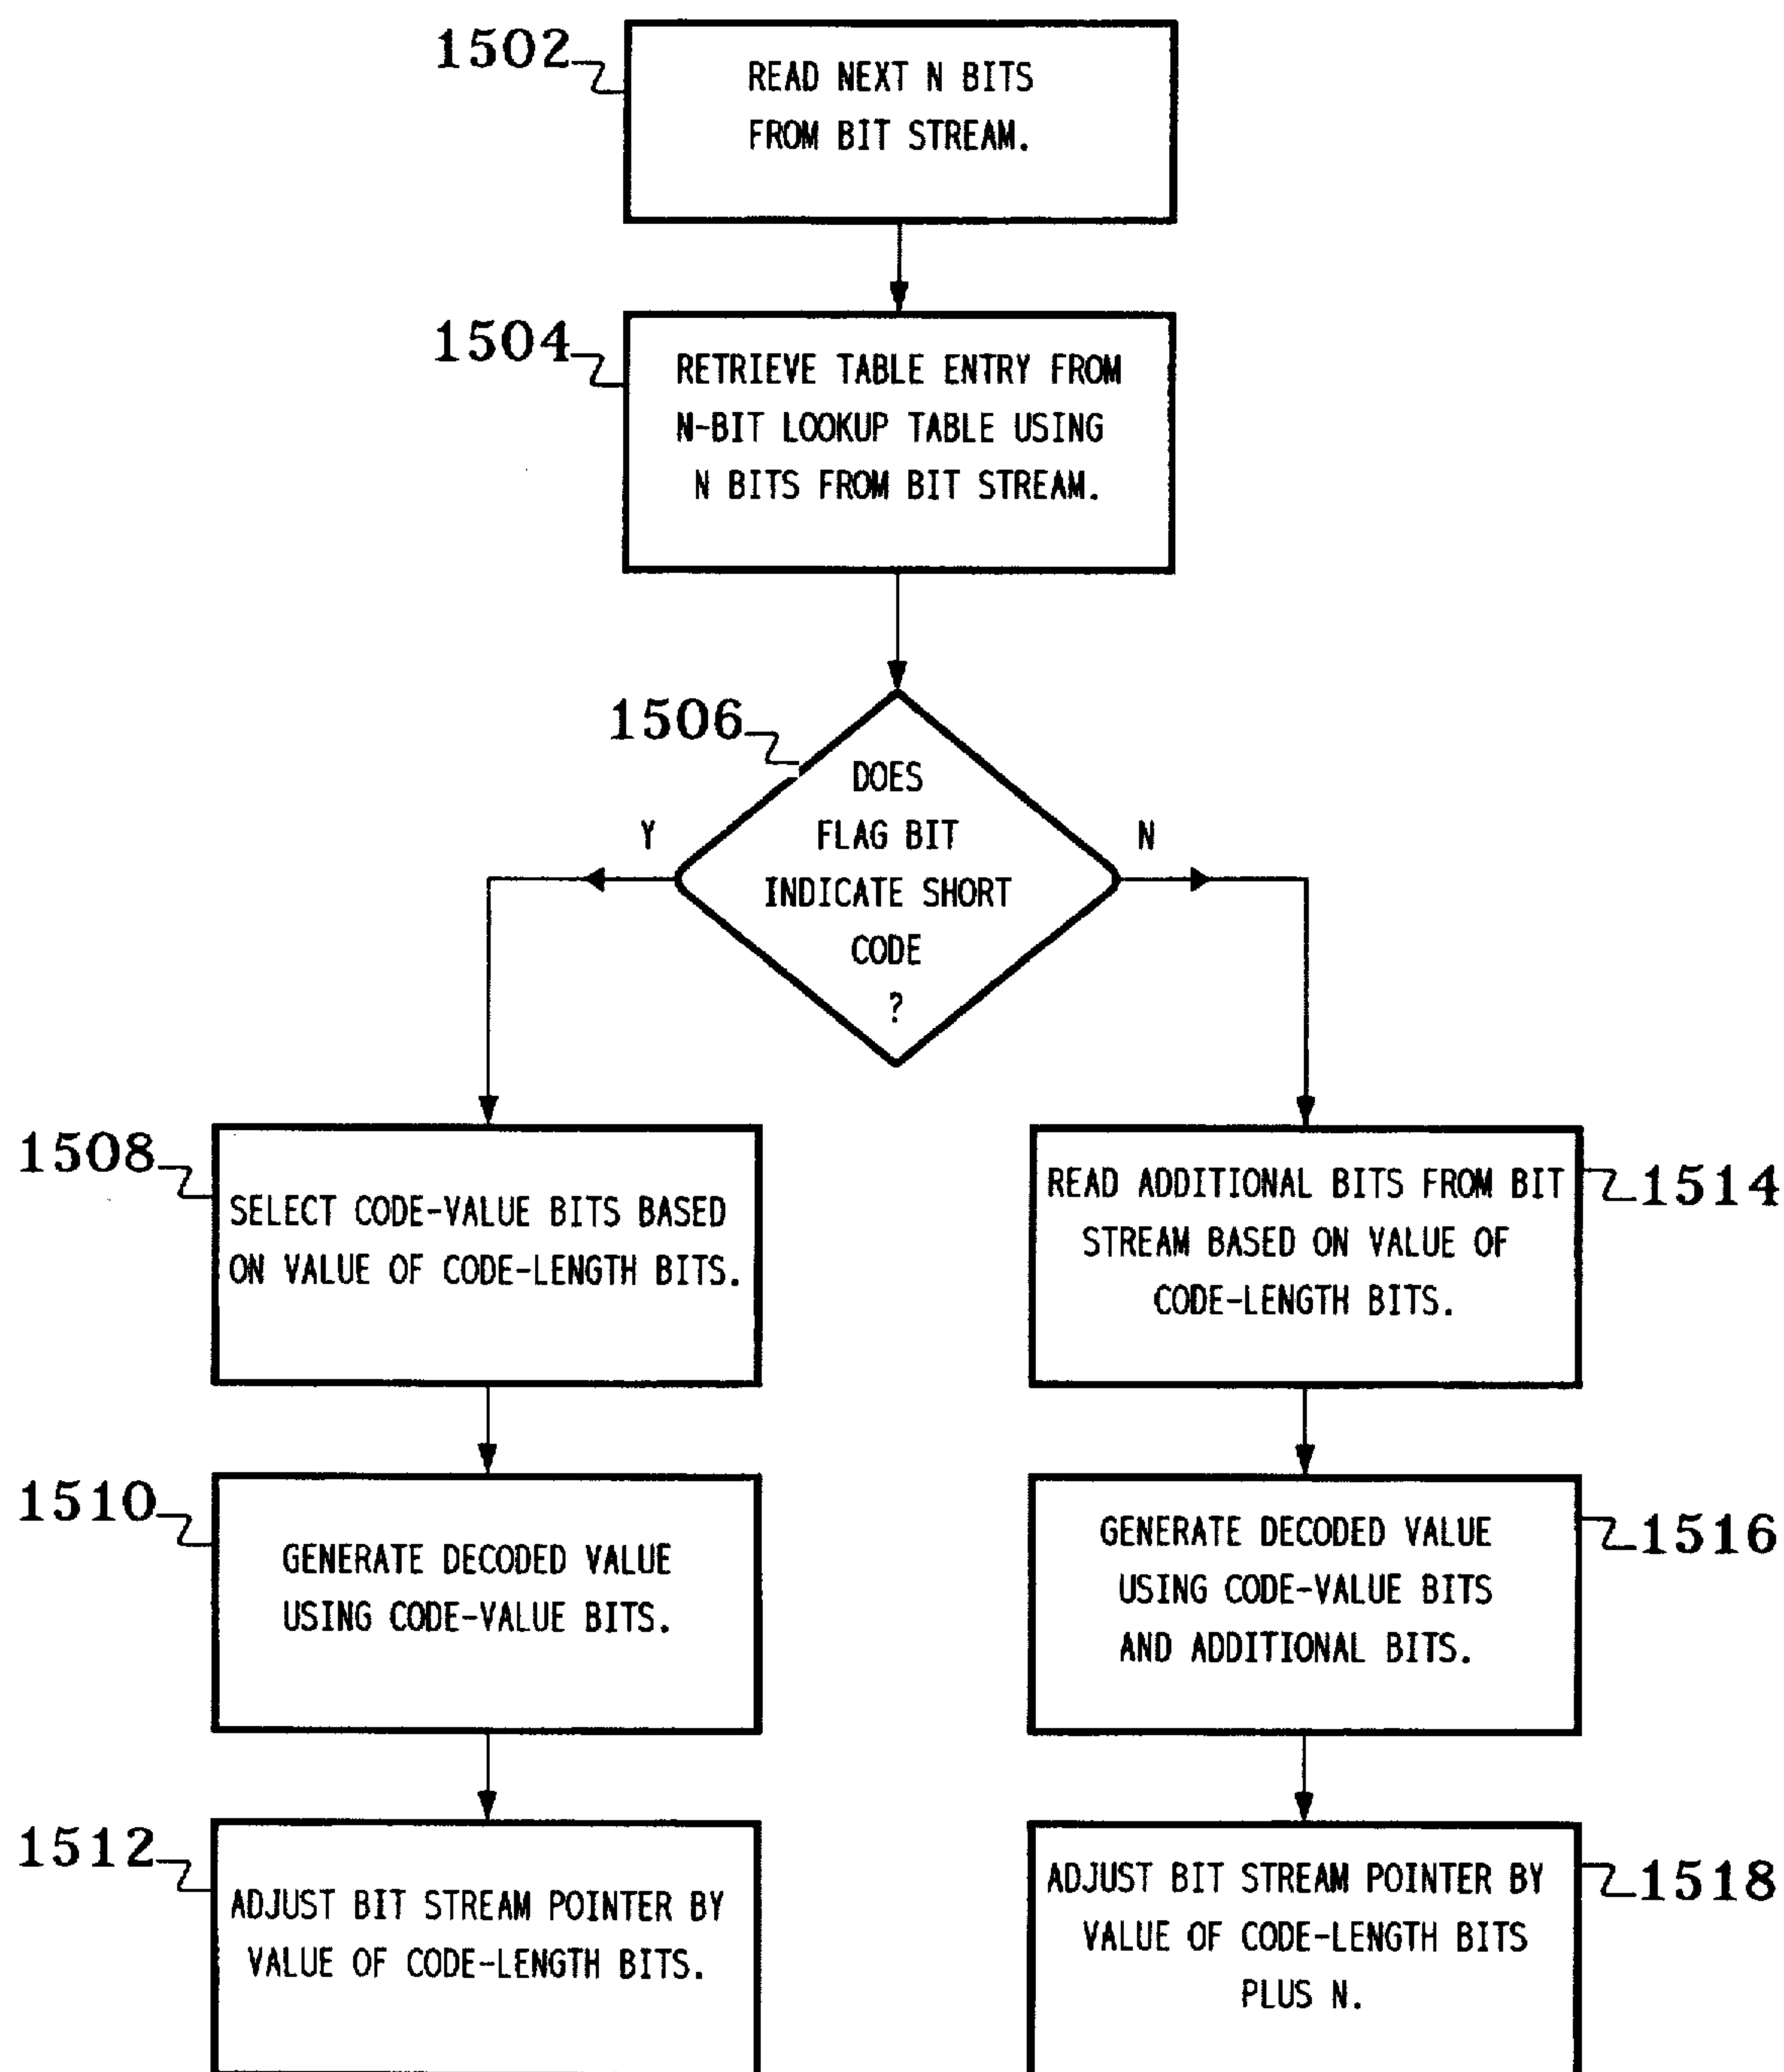 1502
READ NEXT N BITS
FROM BIT STREAM.
1504
RETRIEVE TABLE ENTRY FROM
N-BIT LOOKUP TABLE USING
N BITS FROM BIT STREAM.
1506
DOES
FLAG BIT
INDICATE SHORT
CODE
?
Y
N
1508
SELECT CODE-VALUE BITS BASED
ON VALUE OF CODE-LENGTH BITS.
READ ADDITIONAL BITS FROM BIT
STREAM BASED ON VALUE OF
CODE-LENGTH BITS.
1514
1510
GENERATE DECODED VALUE
USING CODE-VALUE BITS.
GENERATE DECODED VALUE
USING CODE-VALUE BITS
AND ADDITIONAL BITS.
1516
1512
ADJUST BIT STREAM POINTER BY
VALUE OF CODE-LENGTH BITS.
ADJUST BIT STREAM POINTER BY
VALUE OF CODE-LENGTH BITS
PLUS N.
1518